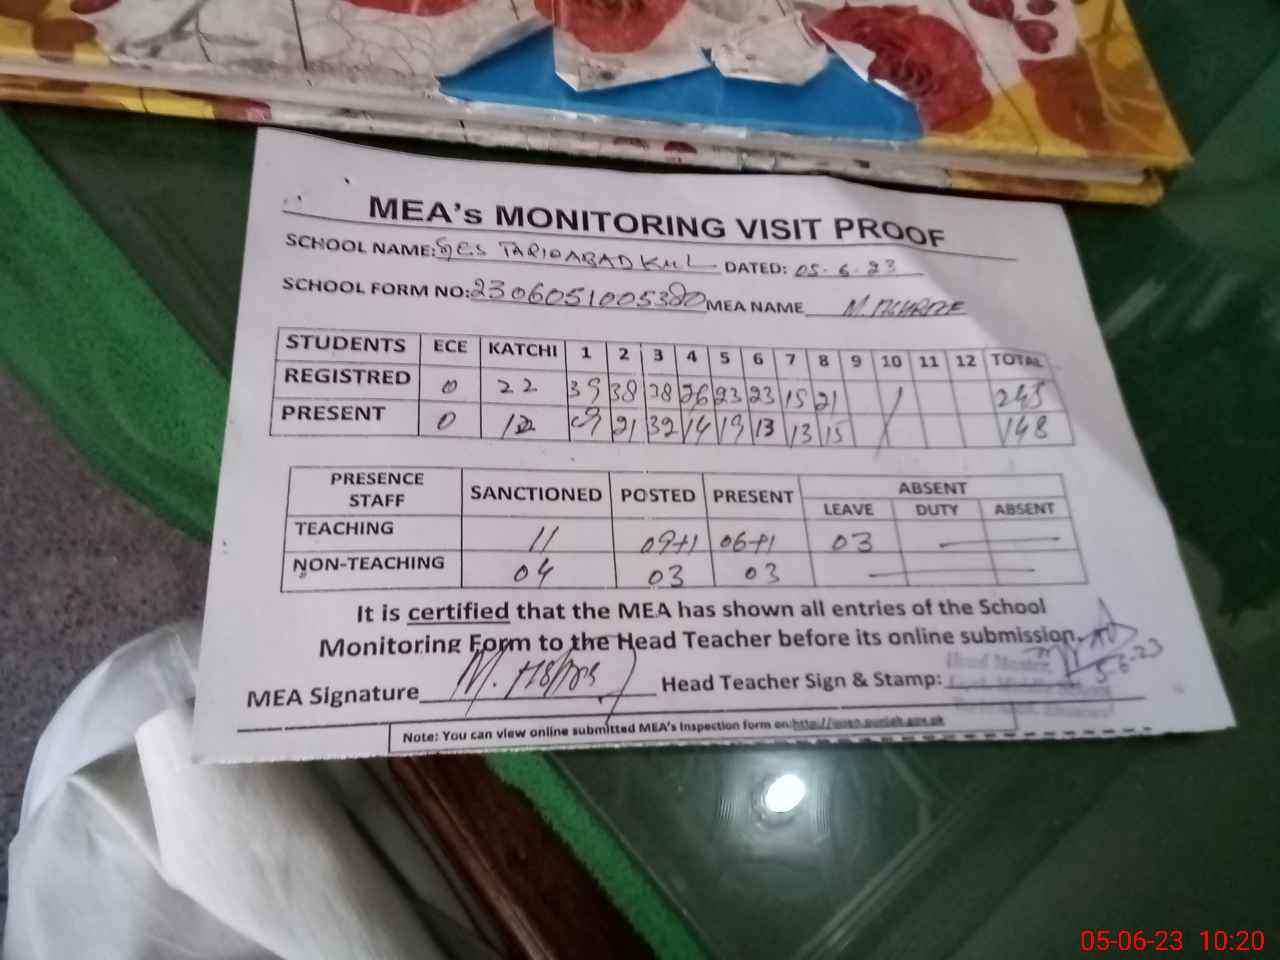 MEA's MONITORING VISIT PROOF
SCHOOL NAME: GES TARIQABAD KML DATED: 05-6-23
SCHOOL FORM NO: 2306051005380 MEA NAME M.
STUDENTS ECE KATCHI 1 2 3 4 5 6 7 8 9 10 11 12 TOTAL
REGISTRED 0 22 39 38 38 26 23 23 15 21 245
PRESENT 0 12 09 21 32 14 19 13 13 15 148
PRESENCE STAFF SANCTIONED POSTED PRESENT ABSENT
LEAVE DUTY ABSENT
TEACHING 11 09+1 06+1 03
NON-TEACHING 04 03 03
It is certified that the MEA has shown all entries of the School
Monitoring Form to the Head Teacher before its online submission.
MEA Signature M. Head Teacher Sign & Stamp: 5-6-23
Head Master
Note: You can view online submitted MEA's Inspection form on:
05-06-23 10:20